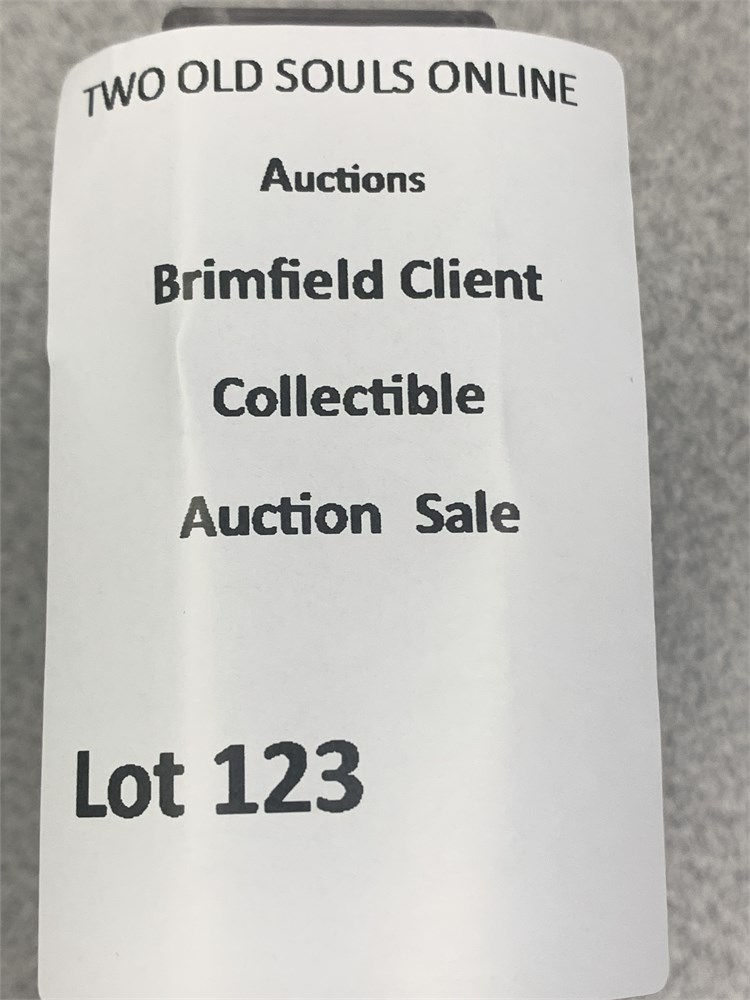 TWO OLD SOULS ONLINE
Auctions
Brimfield Client
Collectible
Auction Sale
Lot 123